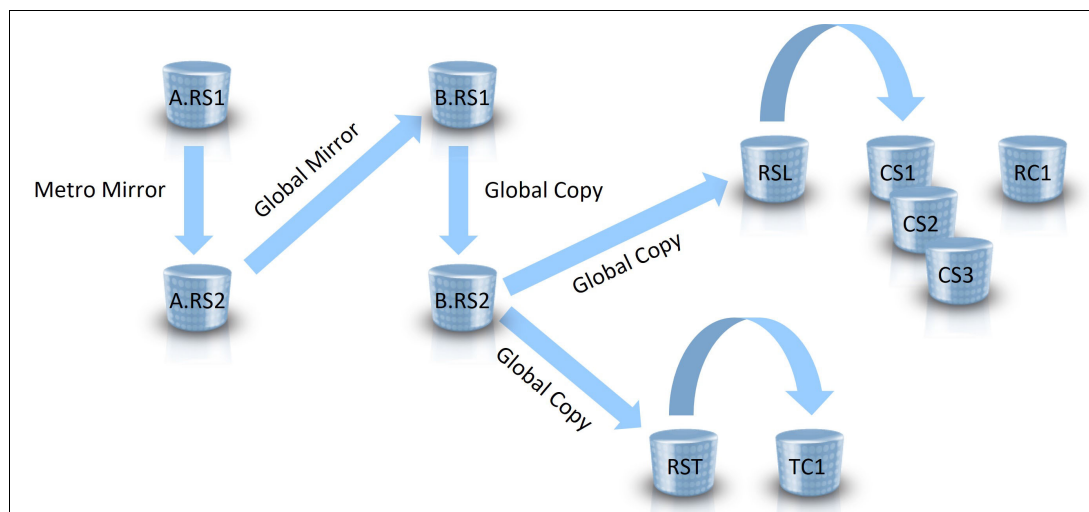 A.RS1
B.RS1
Metro Mirror
Global Mirror
Global Copy
A.RS2
B.RS2
Global Copy
Global Copy
RSL
CS1
RC1
CS2
CS3
RST
TC1